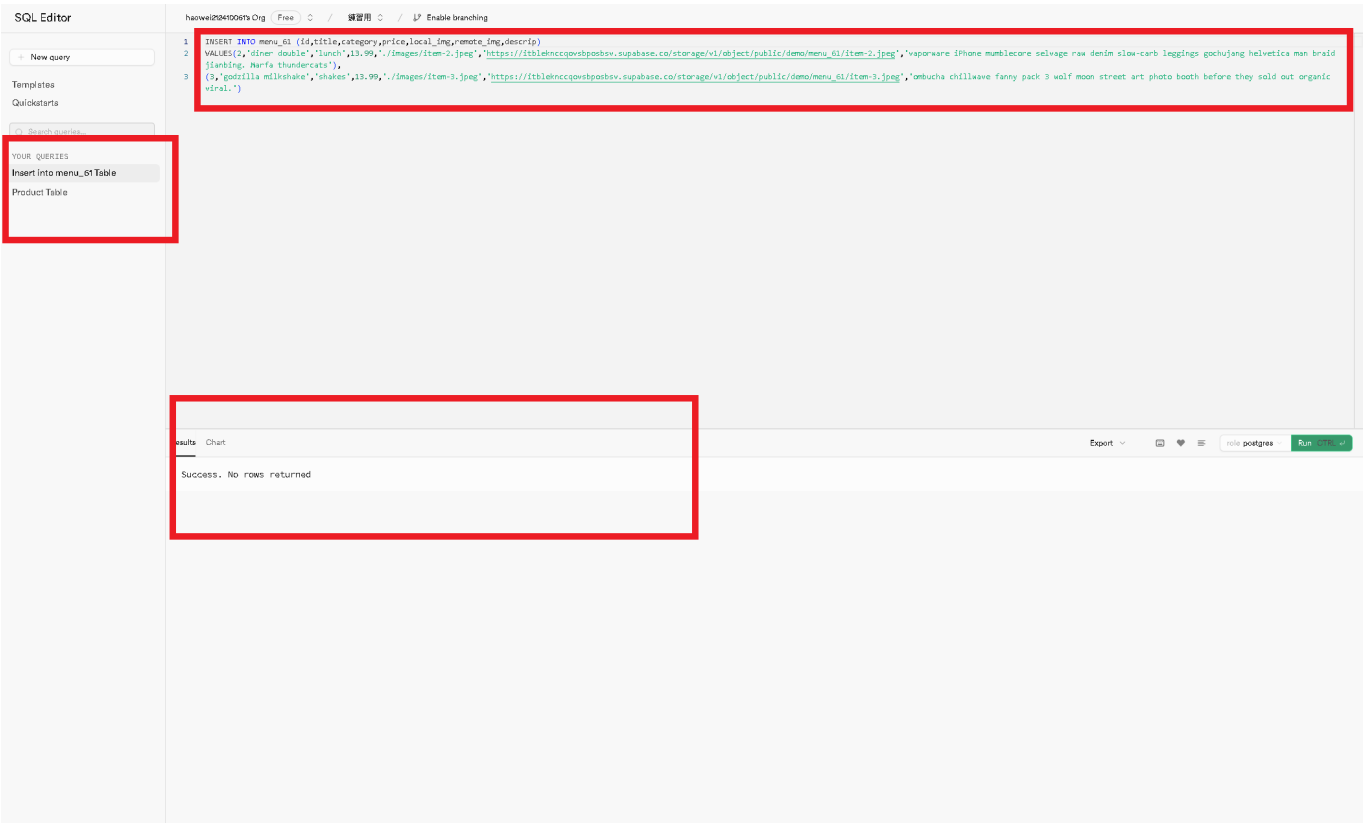 SQL Editor
haowei212410061's Org Free / 練習用 / Enable branching
New query
Templates
Quickstarts
Search queries...
YOUR QUERIES
Insert into menu_61 Table
Product Table
1 INSERT INTO menu_61 (id,title,category,price,local_img,remote_img,descrip)
2 VALUES(2,'diner double','lunch',13.99,'./images/item-2.jpeg','https://itbleknccqovsbposbsv.supabase.co/storage/v1/object/public/demo/menu_61/item-2.jpeg','vaporware iPhone mumblecore selvage raw denim slow-carb leggings gochujang helvetica man braid
jianbing. Marfa thundercats'),
3 (3,'godzilla milkshake','shakes',13.99,'./images/item-3.jpeg','https://itbleknccqovsbposbsv.supabase.co/storage/v1/object/public/demo/menu_61/item-3.jpeg','ombucha chillwave fanny pack 3 wolf moon street art photo booth before they sold out organic
viral.')
esults Chart
Export
role postgres
Run CTRL
Success. No rows returned